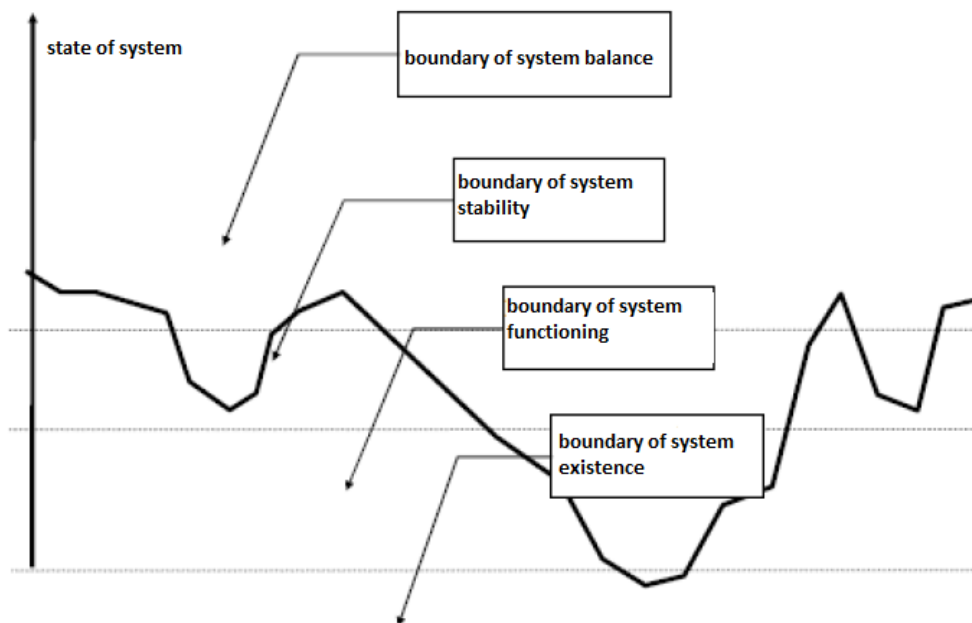 state of system
boundary of system balance
boundary of system
stability
boundary of system
functioning
boundary of system
existence